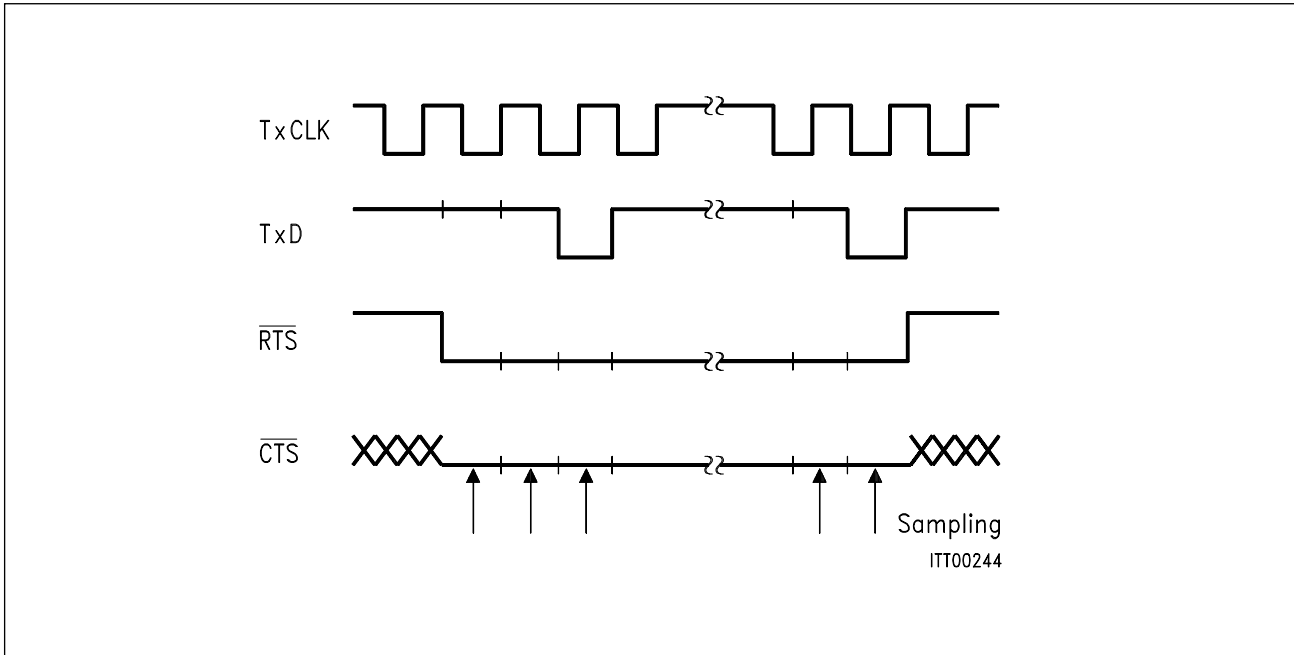 TxCLK
TxD
RTS
CTS
Sampling
ITT00244